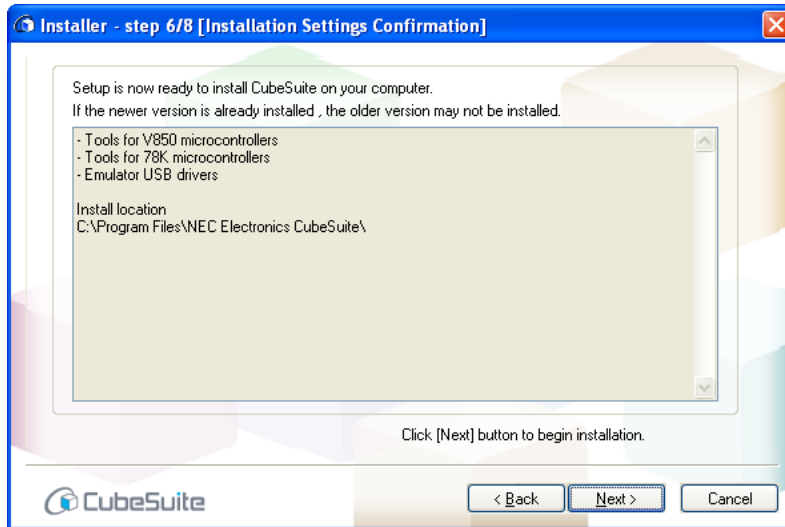 Installer - step 6/8 [Installation Settings Confirmation]
Setup is now ready to install CubeSuite on your computer.
If the newer version is already installed , the older version may not be installed.
- Tools for V850 microcontrollers
- Tools for 78K microcontrollers
- Emulator USB drivers
Install location
C:\Program Files\NEC Electronics CubeSuite\
Click [Next] button to begin installation.
CubeSuite
< Back
Next >
Cancel